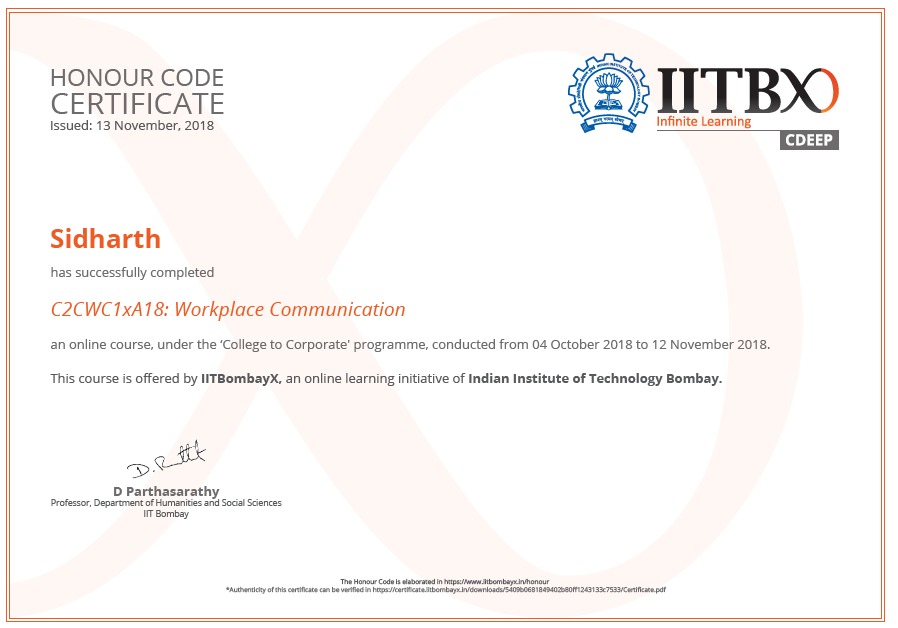 HONOUR CODE
CERTIFICATE
Issued: 13 November, 2018
IITBX
Infinite Learning
CDEEP
Sidharth
has successfully completed
C2CWC1xA18: Workplace Communication
an online course, under the ‘College to Corporate' programme, conducted from 04 October 2018 to 12 November 2018.
This course is offered by IITBombayX, an online learning initiative of Indian Institute of Technology Bombay.
D Parthasarathy
Professor, Department of Humanities and Social Sciences
IIT Bombay
The Honour Code is elaborated in https://www.iitbombayx.in/honour
*Authenticity of this certificate can be verified in https://certificate.iitbombayx.in/downloads/5409b0681849402b80ff1243133c7533/Certificate.pdf